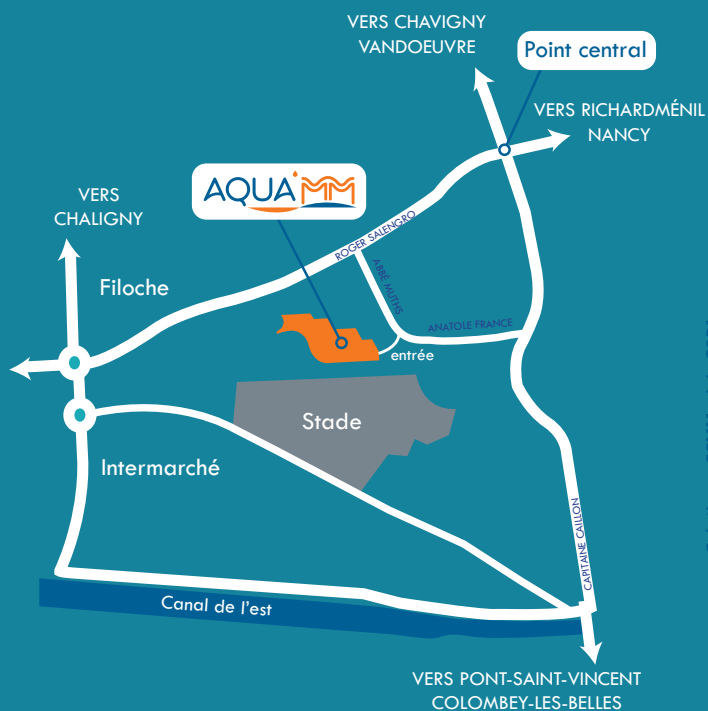 VERS CHAVIGNY
VANDOEUVRE
Point central
VERS RICHARDMÉNIL
NANCY
AQUA'MM
VERS
CHALIGNY
ROGER SALENGRO
Filoche
ABBÉ MUTHS
ANATOLE FRANCE
entrée
Stade
Intermarché
CAPITAINE CAILLON
Canal de l'est
VERS PONT-SAINT-VINCENT
COLOMBEY-LES-BELLES